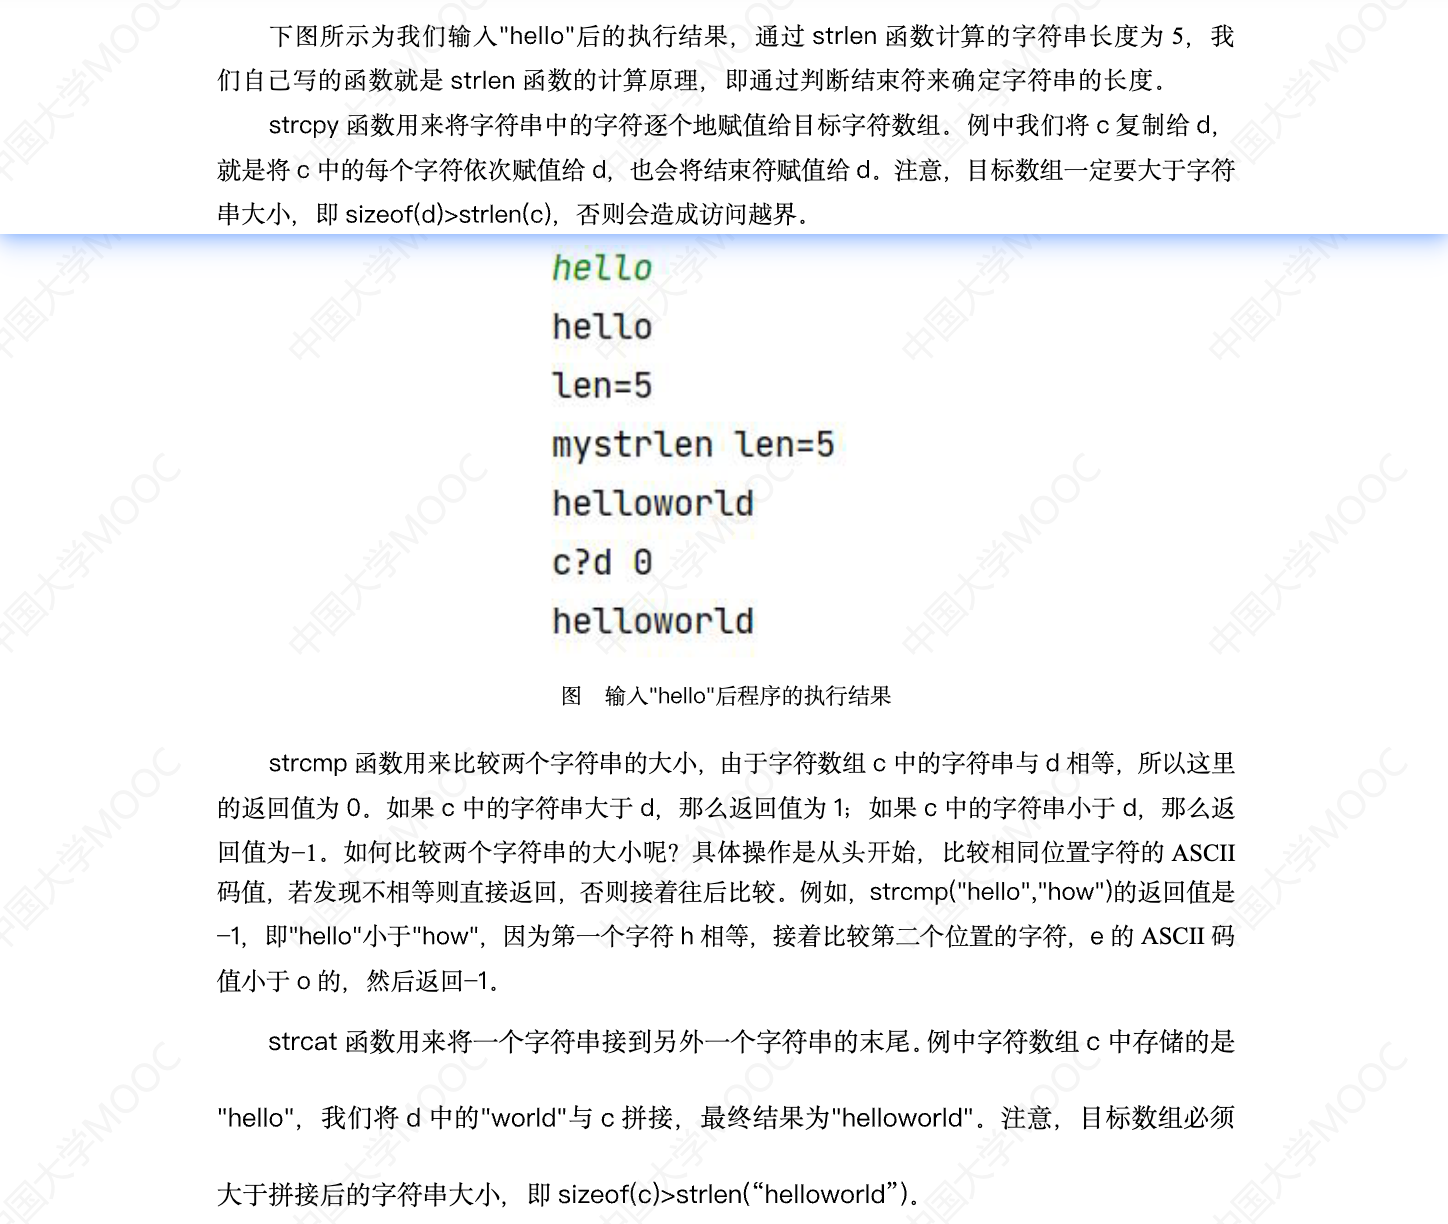 下图所示为我们输入"hello"后的执行结果，通过 strlen 函数计算的字符串长度为 5，我
们自己写的函数就是 strlen 函数的计算原理，即通过判断结束符来确定字符串的长度。
strcpy 函数用来将字符串中的字符逐个地赋值给目标字符数组。例中我们将 c 复制给 d，
就是将 c 中的每个字符依次赋值给 d，也会将结束符赋值给 d。注意，目标数组一定要大于字符
串大小，即 sizeof(d)>strlen(c)，否则会造成访问越界。
hello
hello
len=5
mystrlen len=5
helloworld
c?d 0
helloworld
图 输入"hello"后程序的执行结果
strcmp 函数用来比较两个字符串的大小，由于字符数组 c 中的字符串与 d 相等，所以这里
的返回值为 0。如果 c 中的字符串大于 d，那么返回值为 1；如果 c 中的字符串小于 d，那么返
回值为−1。如何比较两个字符串的大小呢？具体操作是从头开始，比较相同位置字符的 ASCII
码值，若发现不相等则直接返回，否则接着往后比较。例如，strcmp("hello","how")的返回值是
−1，即"hello"小于"how"，因为第一个字符 h 相等，接着比较第二个位置的字符，e 的 ASCII 码
值小于 o 的，然后返回−1。
strcat 函数用来将一个字符串接到另外一个字符串的末尾。例中字符数组 c 中存储的是
"hello"，我们将 d 中的"world"与 c 拼接，最终结果为"helloworld"。注意，目标数组必须
大于拼接后的字符串大小，即 sizeof(c)>strlen(“helloworld”)。
中国大学MOOC